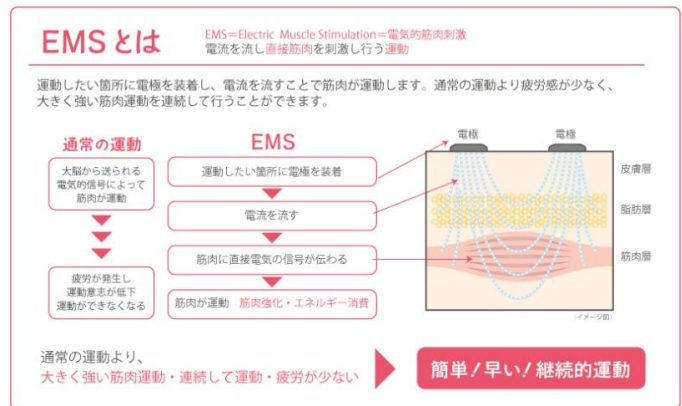 EMSとは
EMS=Electric Muscle Stimulation=電気的筋肉刺激
電流を流し直接筋肉を刺激し行う運動
運動したい箇所に電極を装着し、電流を流すことで筋肉が運動します。通常の運動より疲労感が少なく、
大きく強い筋肉運動を連続して行うことができます。
通常の運動
大脳から送られる
電気的信号によって
筋肉が運動
疲労が発生し
運動意志が低下
運動ができなくなる
EMS
運動したい箇所に電極を装着
電流を流す
筋肉に直接電気の信号が伝わる
筋肉が運動 筋肉強化・エネルギー消費
電極
電極
皮膚層
脂肪層
筋肉層
(イメージ図)
通常の運動より、
大きく強い筋肉運動・連続して運動・疲労が少ない
簡単!早い!継続的運動